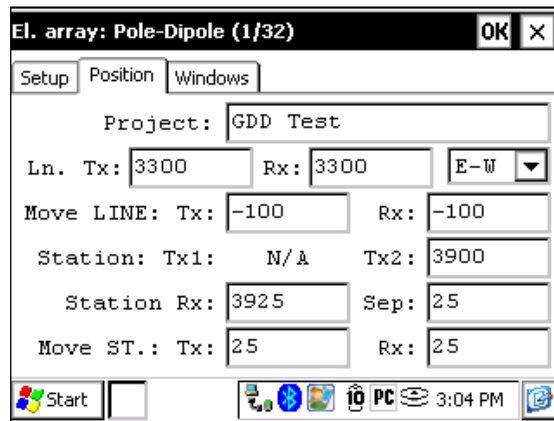 El. array: Pole-Dipole (1/32) OK ×
Setup Position Windows
Project: GDD Test
Ln. Tx: 3300 Rx: 3300 E-W
Move LINE: Tx: -100 Rx: -100
Station: Tx1: N/A Tx2: 3900
Station Rx: 3925 Sep: 25
Move ST.: Tx: 25 Rx: 25
Start PC 3:04 PM